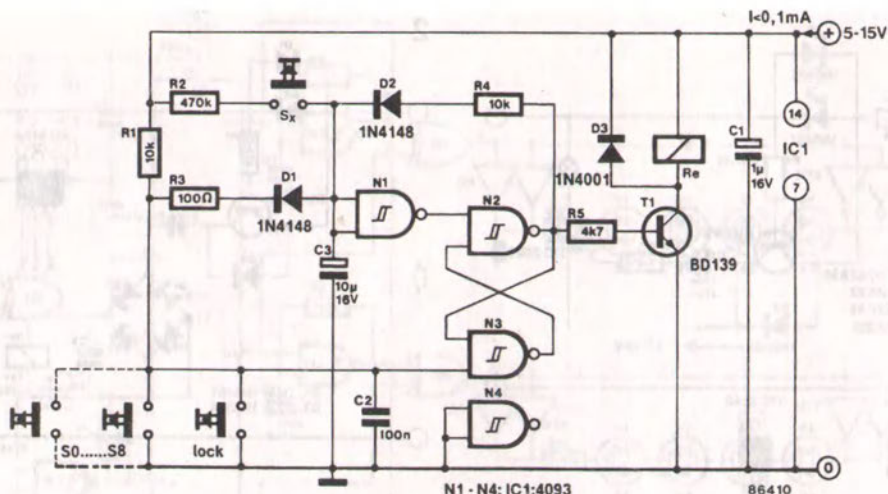 I<0,1mA
5-15V
+
R2
470k
Sx
D2
1N4148
R4
10k
R1
10k
R3
100Ω
D1
1N4148
N1
N2
R5
4k7
D3
1N4001
Re
T1
BD139
C1
1μ
16V
14
IC1
7
C3
10μ
16V
N3
C2
100n
N4
S0......S8
lock
0
N1 - N4: IC1:4093
86410